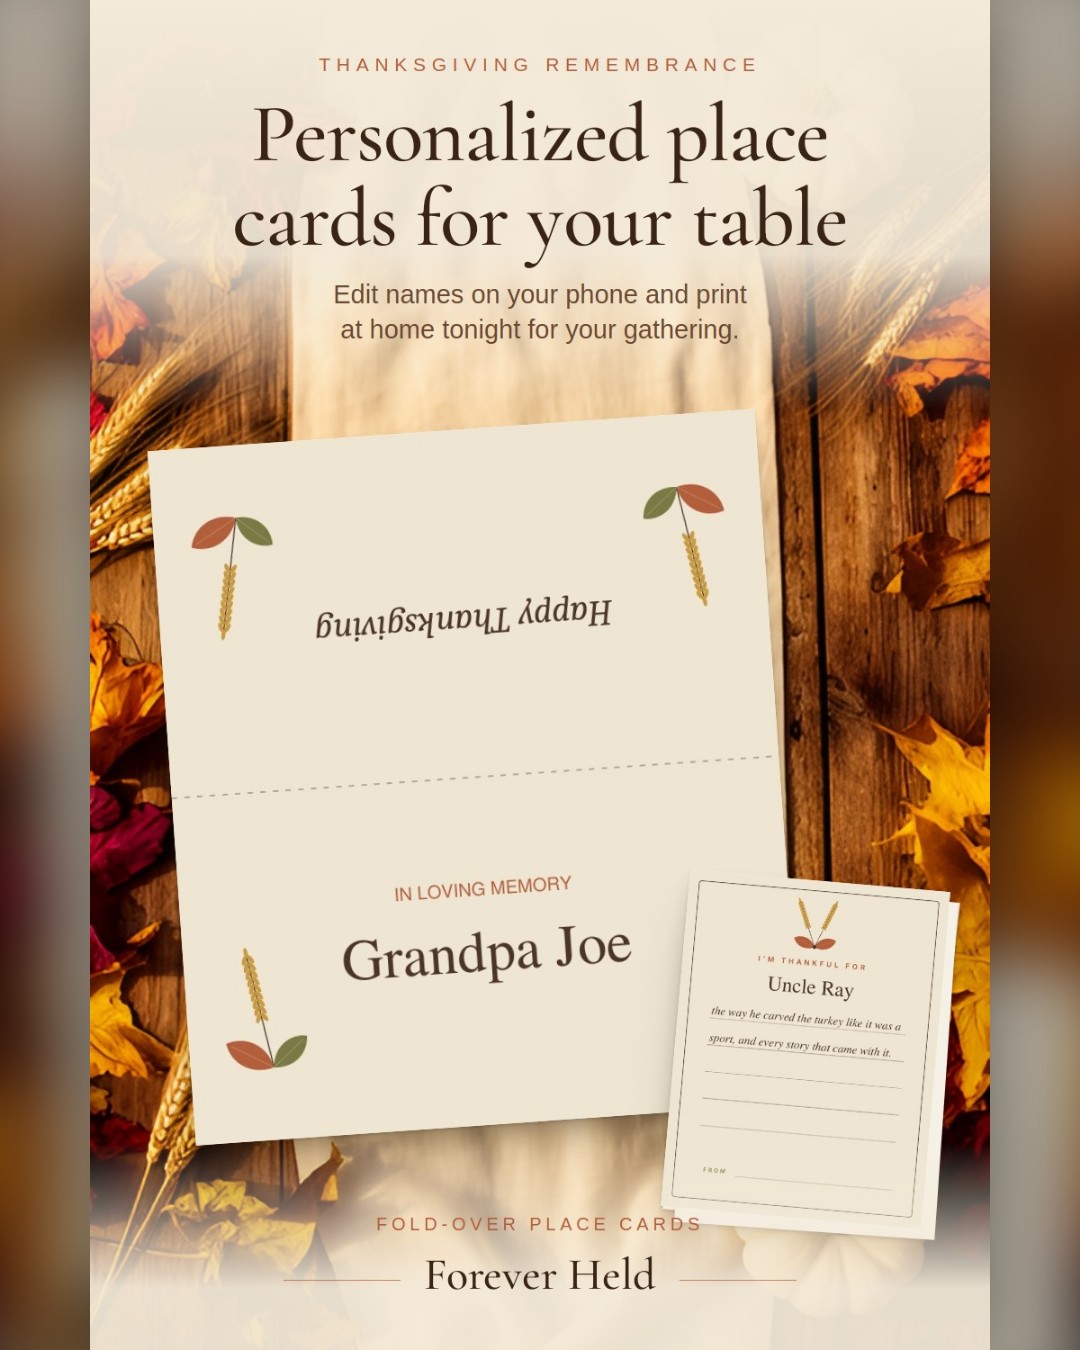 THANKSGIVING REMEMBRANCE
Personalized place
cards for your table
Edit names on your phone and print
at home tonight for your gathering.
Happy Thanksgiving
IN LOVING MEMORY
Grandpa Joe
I'M THANKFUL FOR
Uncle Ray
the way he carved the turkey like it was a
sport, and every story that came with it.
FROM
FOLD-OVER PLACE CARDS
Forever Held